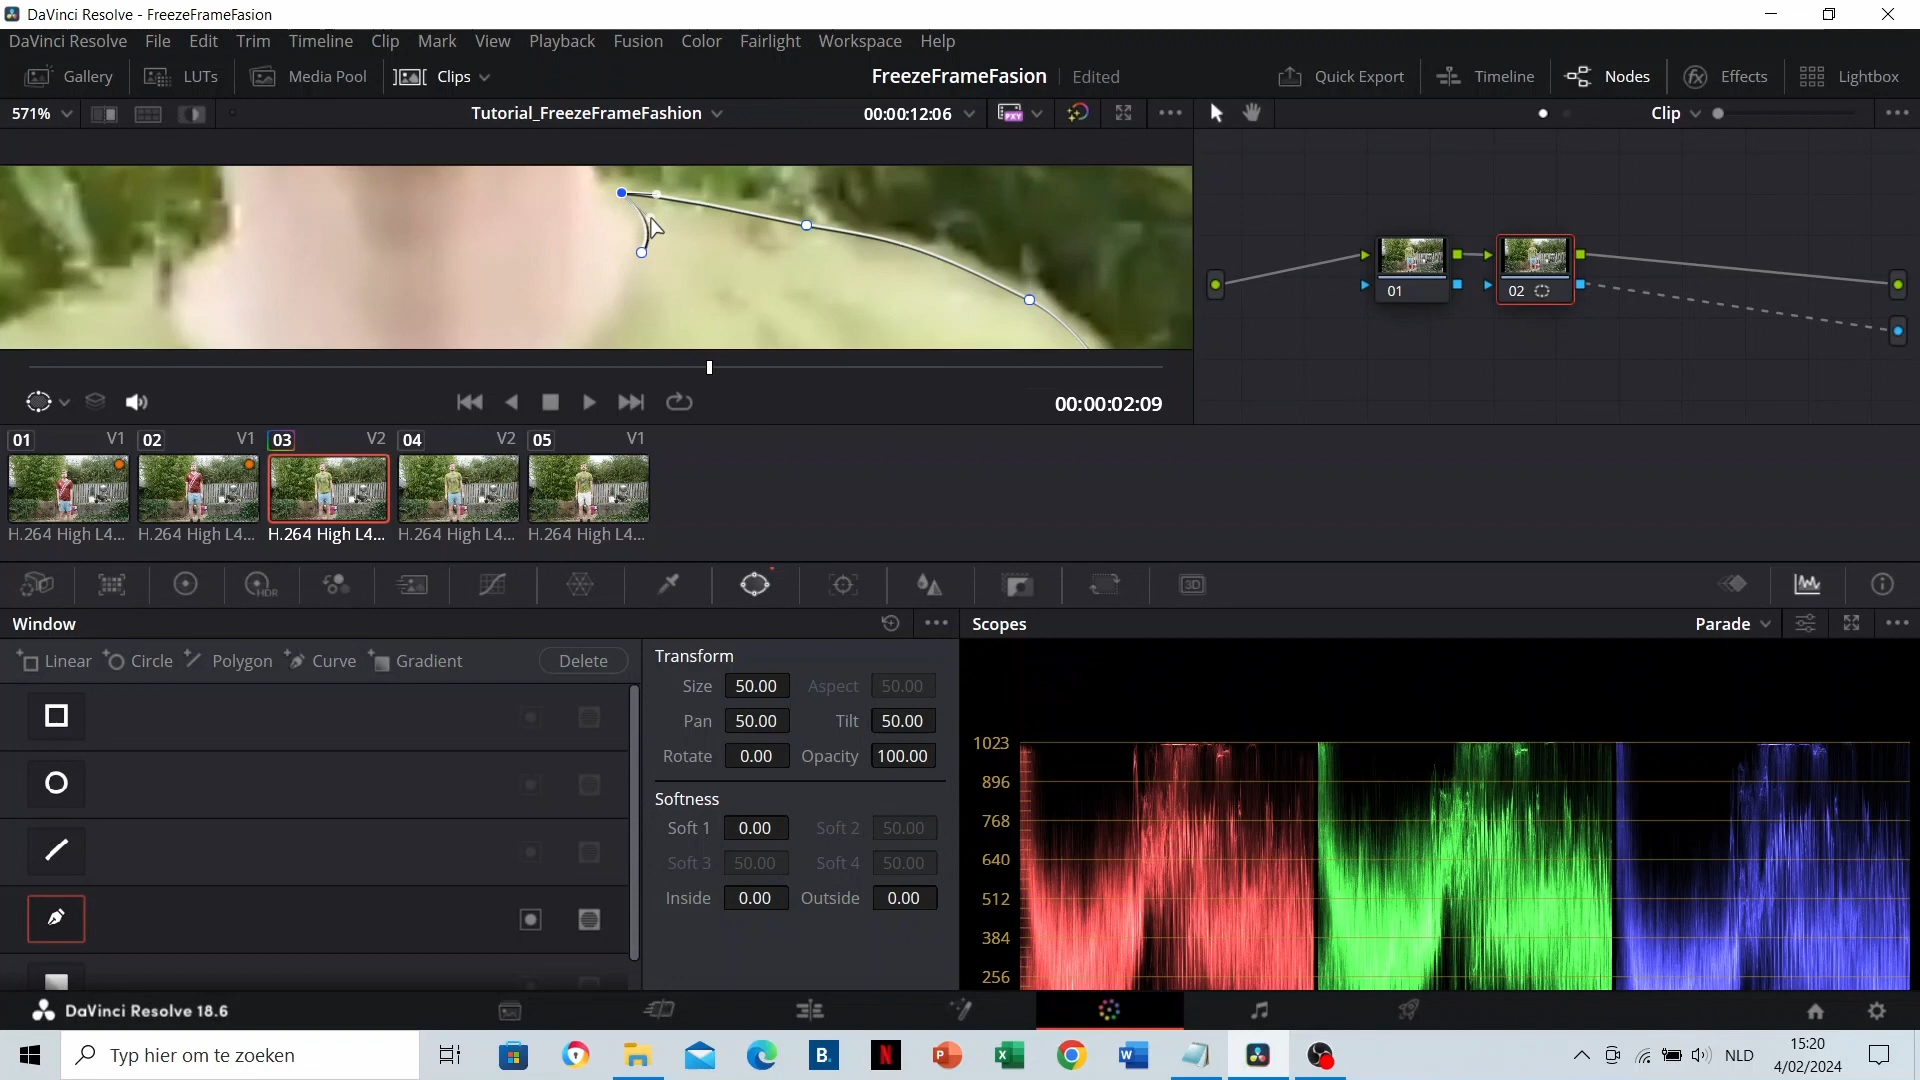 DaVinci Resolve - FreezeFrameFasion
DaVinci Resolve File Edit Trim Timeline Clip Mark View Playback Fusion Color Fairlight Workspace Help
Gallery LUTs Media Pool Clips FreezeFrameFasion Edited Quick Export Timeline Nodes Effects Lightbox
571% Tutorial_FreezeFrameFashion 00:00:12:06 PXY Clip
01 02
00:00:02:09
01 V1 02 V1 03 V2 04 V2 05 V1
H.264 High L4... H.264 High L4... H.264 High L4... H.264 High L4... H.264 High L4...
HDR 3D
Window Scopes Parade
Linear Circle Polygon Curve Gradient Delete
Transform
Size 50.00 Aspect 50.00
Pan 50.00 Tilt 50.00
Rotate 0.00 Opacity 100.00
Softness
Soft 1 0.00 Soft 2 50.00
Soft 3 50.00 Soft 4 50.00
Inside 0.00 Outside 0.00
1023
896
768
640
512
384
256
DaVinci Resolve 18.6
Typ hier om te zoeken
B.
N
P
X
W
NLD
15:20
4/02/2024